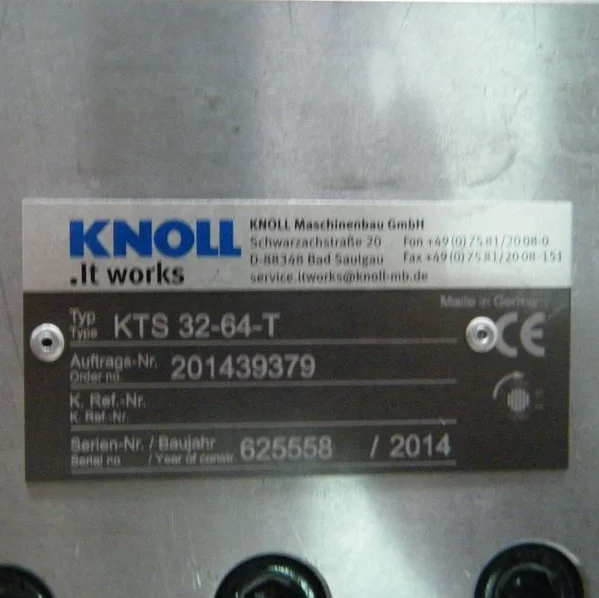 KNOLL
.It works
KNOLL Maschinenbau GmbH
Schwarzachstraße 20 Fon +49 (0) 75 81/20 08-0
D-88348 Bad Saulgau Fax +49 (0) 75 81/20 08-151
service.itworks@knoll-mb.de
Made in Germany
Typ
Type KTS 32-64-T
CE
Auftrags-Nr.
Order no. 201439379
K. Ref.-Nr.
K. Ref.-Nr.
Serien-Nr. / Baujahr
Serial no / Year of constr. 625558 / 2014